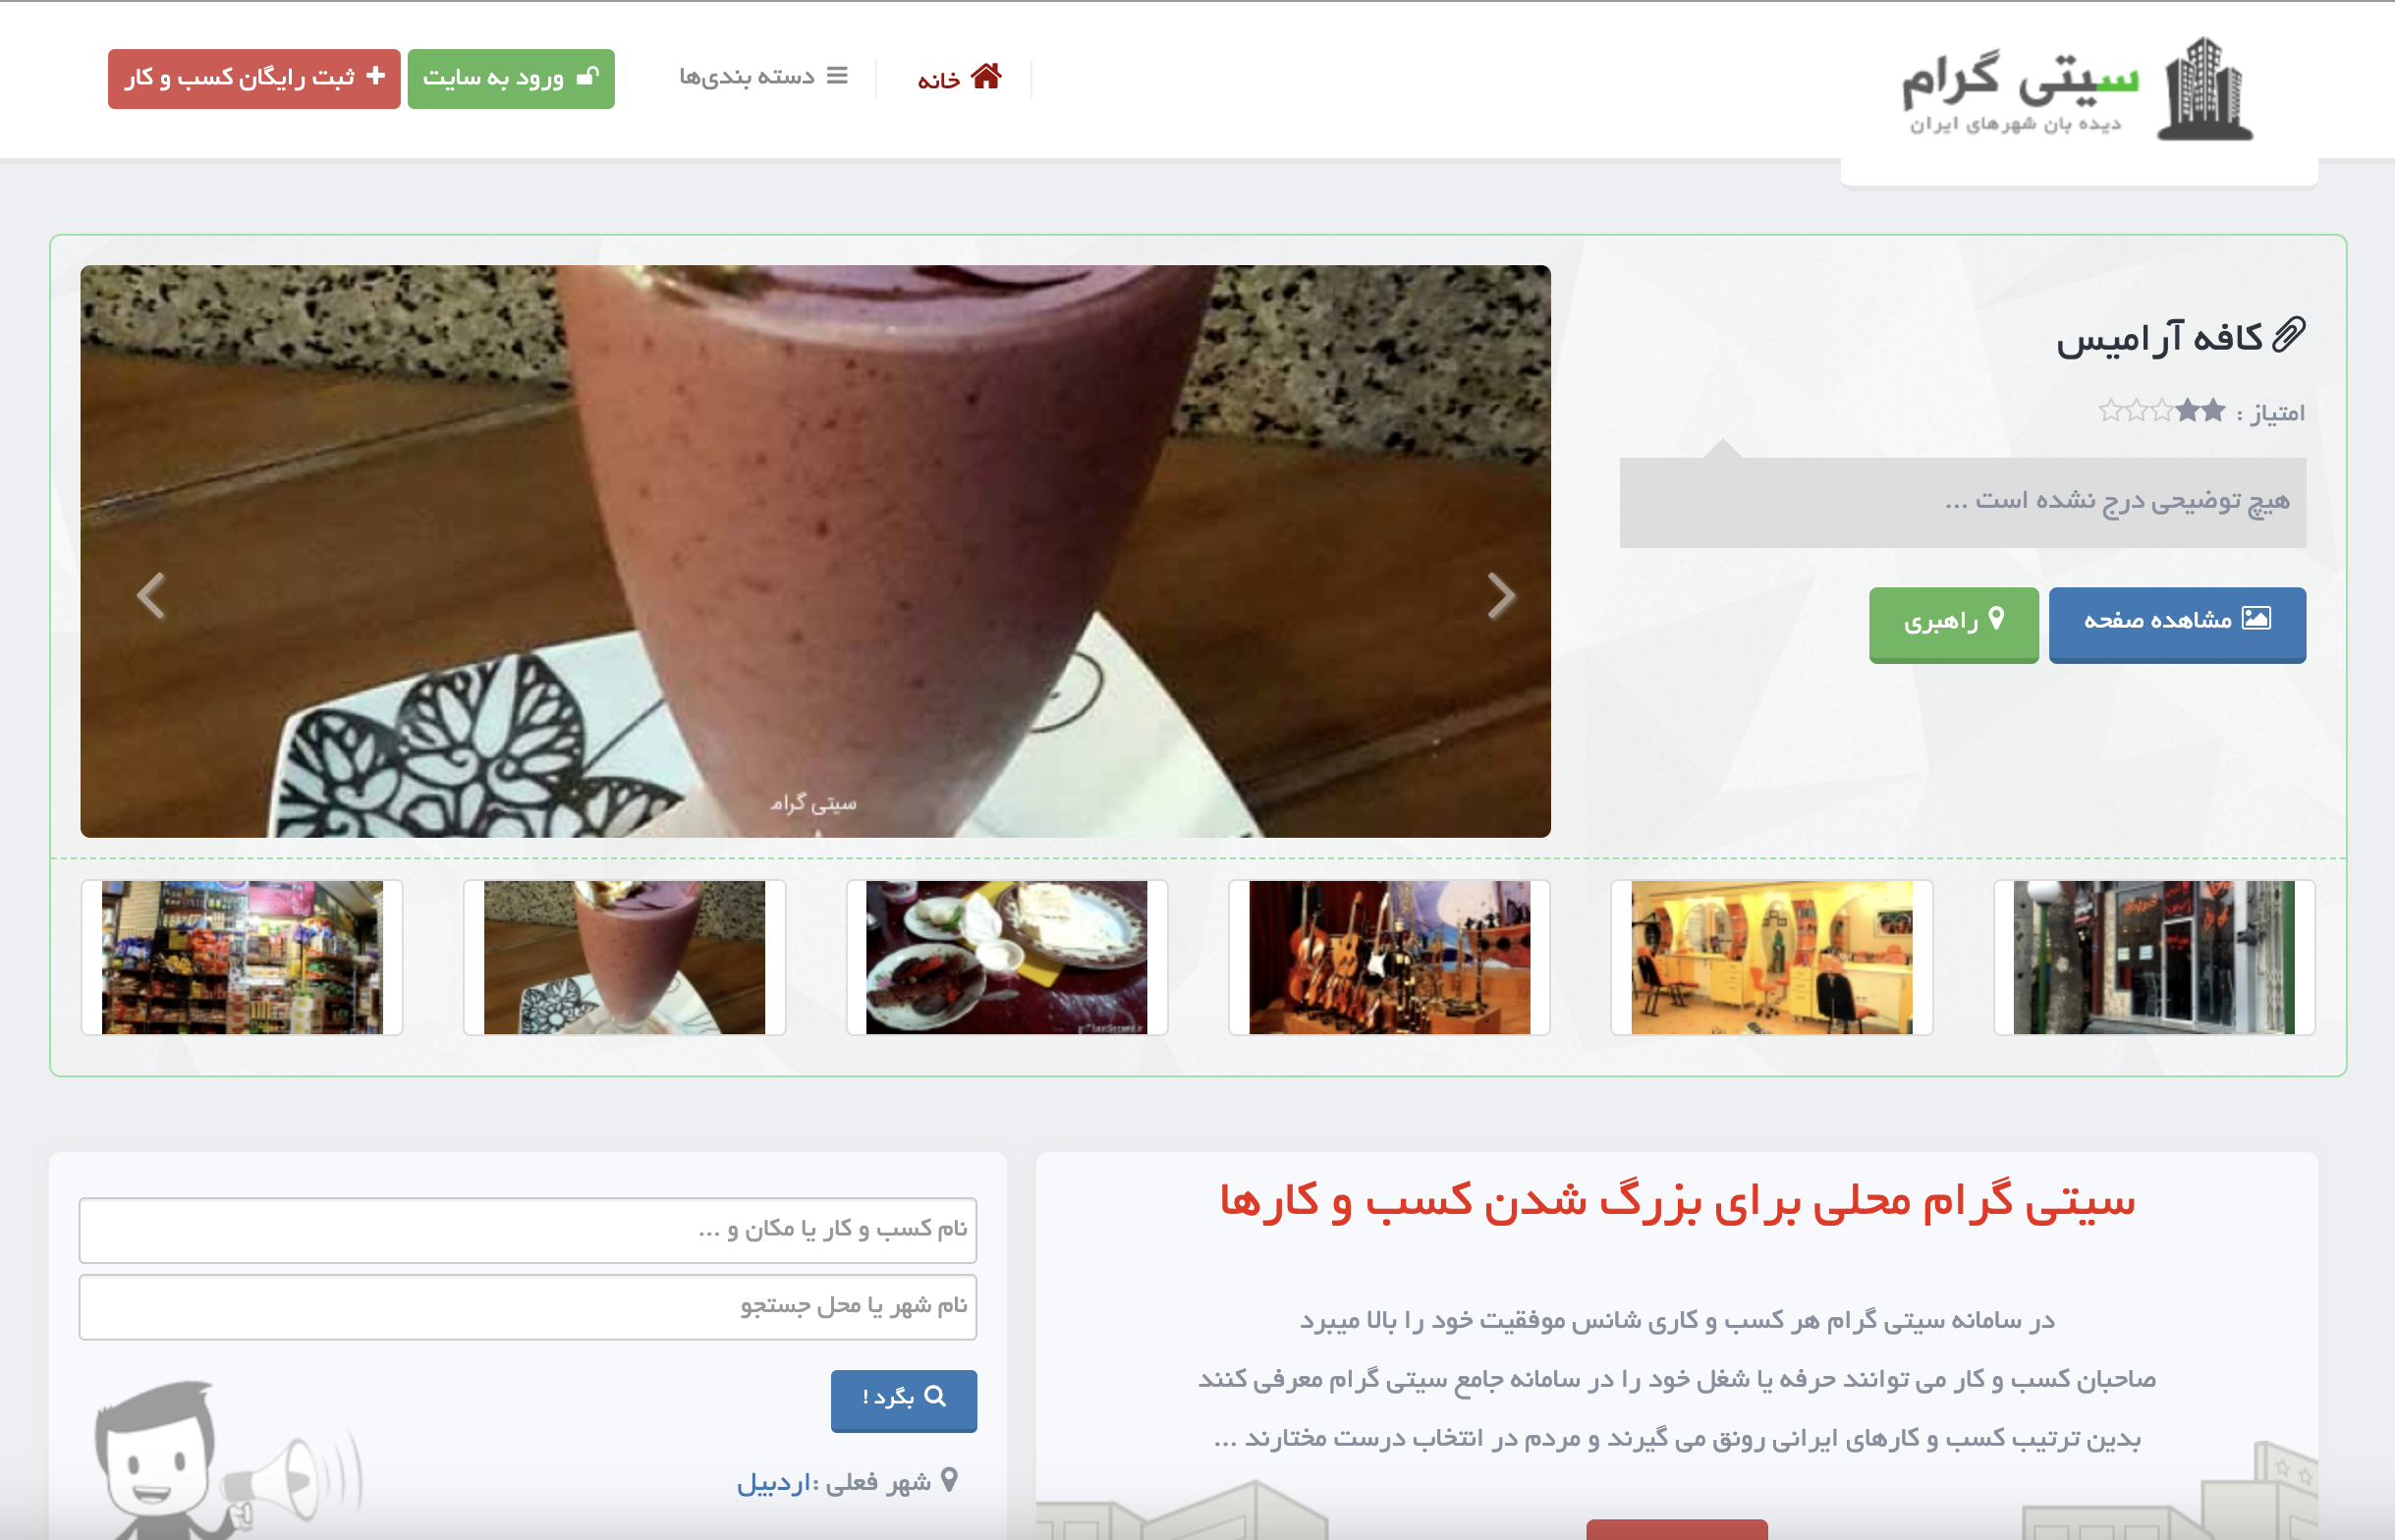 سیتی گرام
دیده بان شهرهای ایران
خانه
دسته بندی‌ها
ورود به سایت
ثبت رایگان کسب و کار
کافه آرامیس
امتیاز :
هیچ توضیحی درج نشده است ...
مشاهده صفحه
راهبری
سیتی گرام
سیتی گرام محلی برای بزرگ شدن کسب و کارها
در سامانه سیتی گرام هر کسب و کاری شانس موفقیت خود را بالا میبرد
صاحبان کسب و کار می توانند حرفه یا شغل خود را در سامانه جامع سیتی گرام معرفی کنند
بدین ترتیب کسب و کارهای ایرانی رونق می گیرند و مردم در انتخاب درست مختارند ...
نام کسب و کار یا مکان و ...
نام شهر یا محل جستجو
بگرد !
شهر فعلی :اردبیل